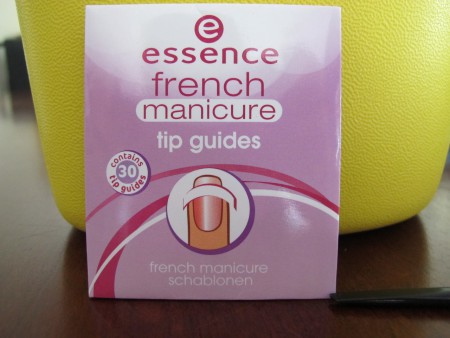 e
essence
french
manicure
tip guides
contains
30
tip guides
french manicure
schablonen